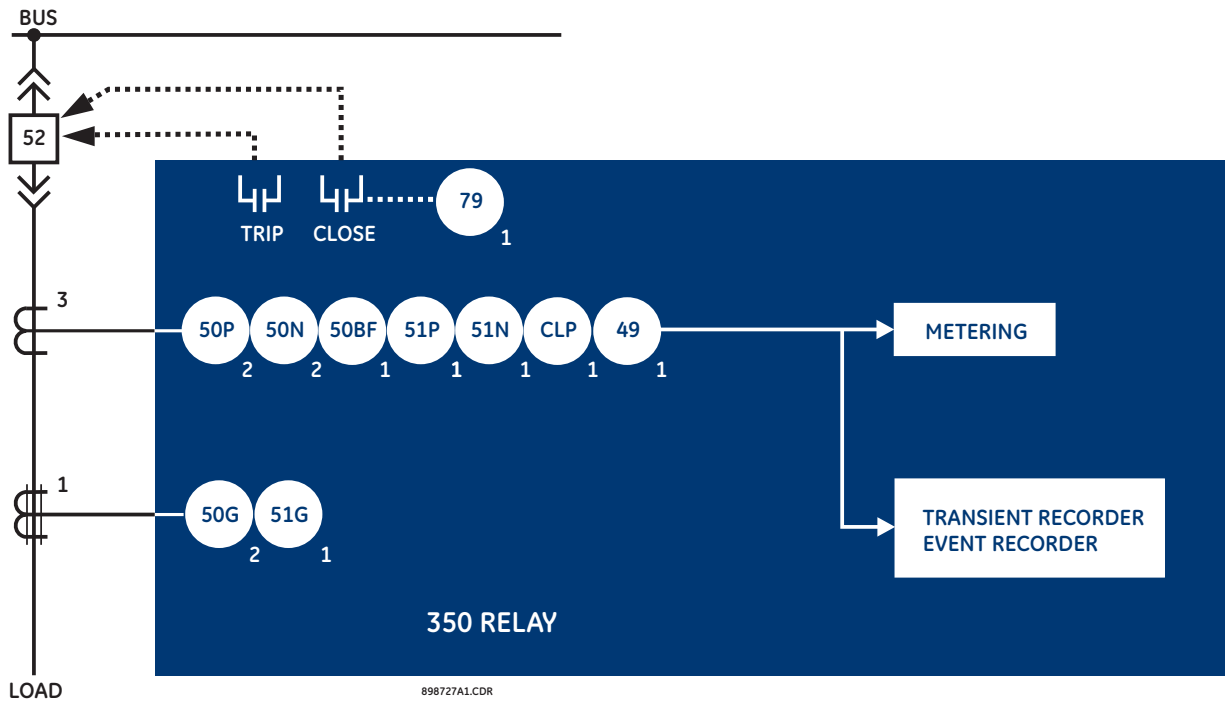 BUS
52
79
TRIP CLOSE
1
3
50P 50N 50BF 51P 51N CLP 49
2 2 1 1 1 1 1
METERING
1
50G 51G
2 1
TRANSIENT RECORDER
EVENT RECORDER
350 RELAY
LOAD
898727A1.CDR